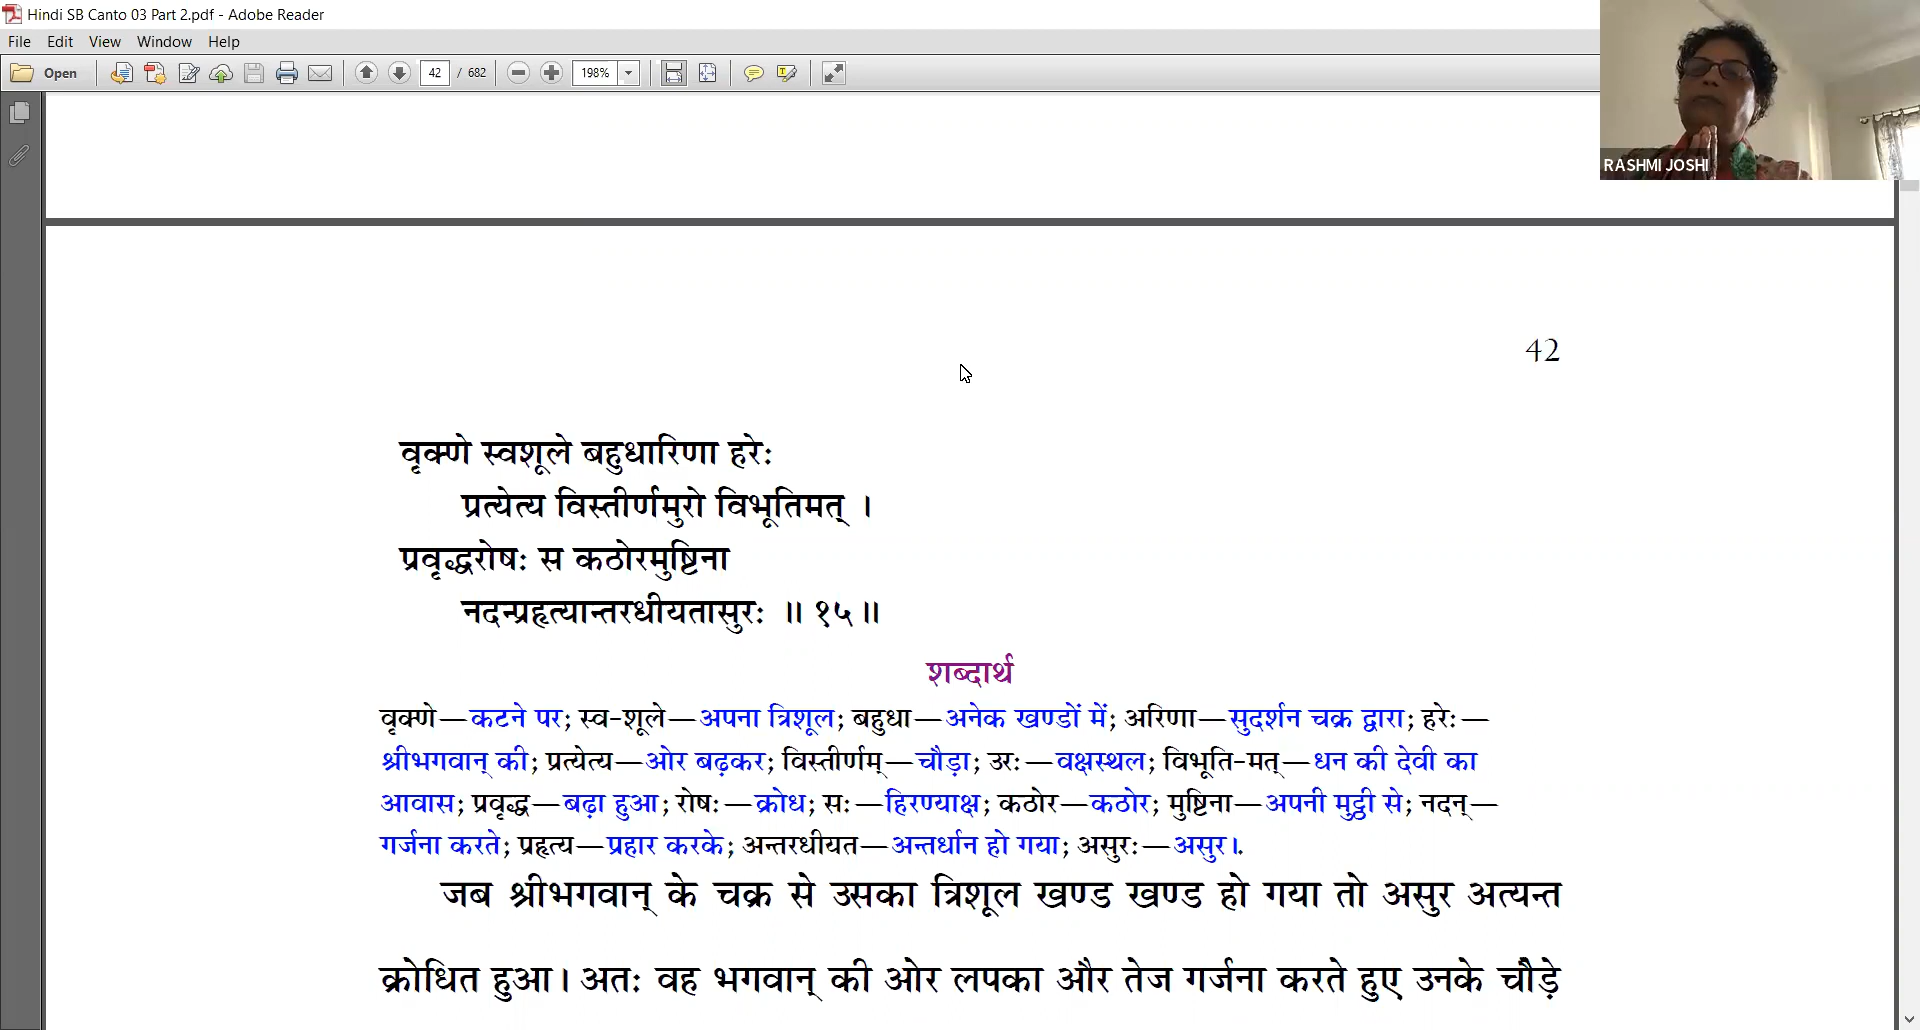 Hindi SB Canto 03 Part 2.pdf - Adobe Reader
File Edit View Window Help
Open 42 / 682 198%
RASHMI JOSHI
42
वृक्णे स्वशूले बहुधारिणा हरेः
प्रत्येत्य विस्तीर्णमुरो विभूतिमत् ।
प्रवृद्धरोषः स कठोरमुष्टिना
नदन्प्रहृत्यान्तरधीयतासुरः ॥ १५॥
शब्दार्थ
वृक्णे—कटने पर; स्व-शूले—अपना त्रिशूल; बहुधा—अनेक खण्डों में; अरिणा—सुदर्शन चक्र द्वारा; हरेः—
श्रीभगवान् की; प्रत्येत्य—ओर बढ़कर; विस्तीर्णम्—चौड़ा; उरः—वक्षस्थल; विभूति-मत्—धन की देवी का
आवास; प्रवृद्ध—बढ़ा हुआ; रोषः—क्रोध; सः—हिरण्याक्ष; कठोर—कठोर; मुष्टिना—अपनी मुट्ठी से; नदन्—
गर्जना करते; प्रहृत्य—प्रहार करके; अन्तरधीयत—अन्तर्धान हो गया; असुरः—असुर।.
जब श्रीभगवान् के चक्र से उसका त्रिशूल खण्ड खण्ड हो गया तो असुर अत्यन्त
क्रोधित हुआ। अतः वह भगवान् की ओर लपका और तेज गर्जना करते हुए उनके चौड़े